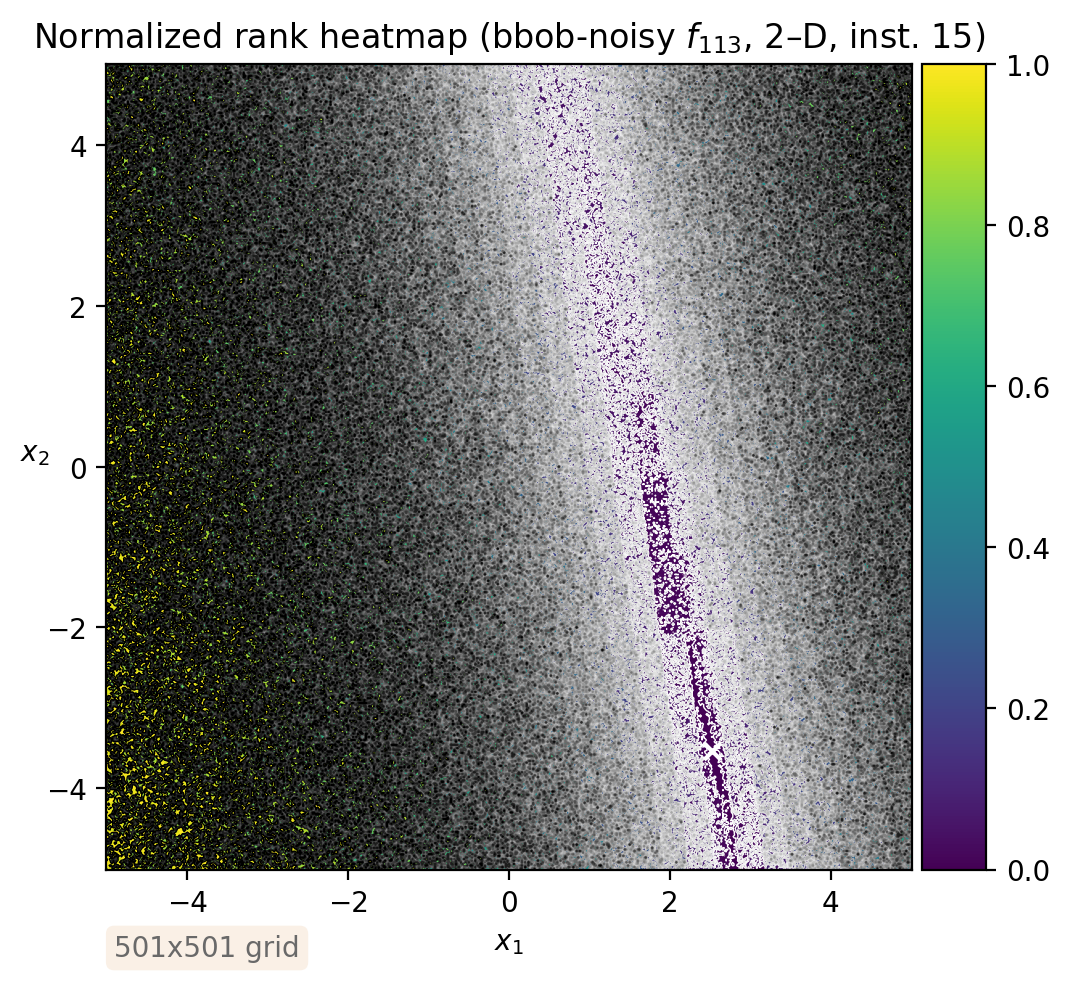 Normalized rank heatmap (bbob-noisy f113, 2–D, inst. 15)
1.0
0.8
0.6
0.4
0.2
0.0
4
2
0
−2
−4
x2
−4 −2 0 2 4
x1
501x501 grid